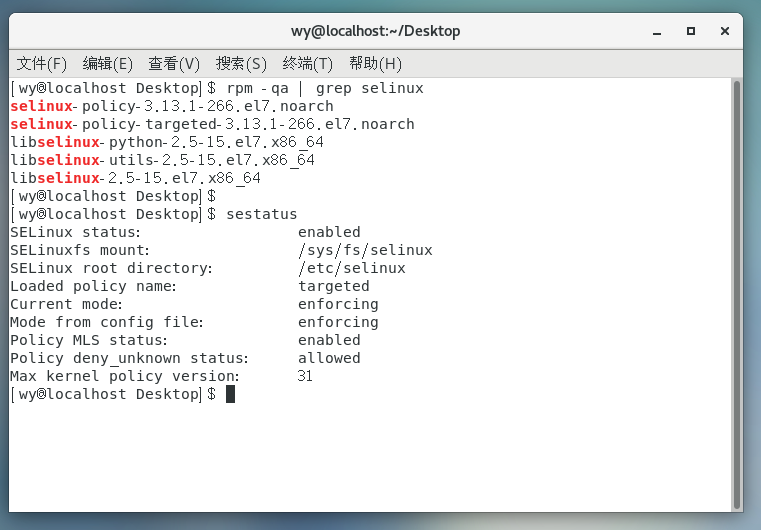 wy@localhost:~/Desktop
文件(F) 编辑(E) 查看(V) 搜索(S) 终端(T) 帮助(H)
[wy@localhost Desktop]$ rpm -qa | grep selinux
selinux-policy-3.13.1-266.el7.noarch
selinux-policy-targeted-3.13.1-266.el7.noarch
libselinux-python-2.5-15.el7.x86_64
libselinux-utils-2.5-15.el7.x86_64
libselinux-2.5-15.el7.x86_64
[wy@localhost Desktop]$
[wy@localhost Desktop]$ sestatus
SELinux status:                 enabled
SELinuxfs mount:                /sys/fs/selinux
SELinux root directory:         /etc/selinux
Loaded policy name:             targeted
Current mode:                   enforcing
Mode from config file:          enforcing
Policy MLS status:              enabled
Policy deny_unknown status:     allowed
Max kernel policy version:      31
[wy@localhost Desktop]$